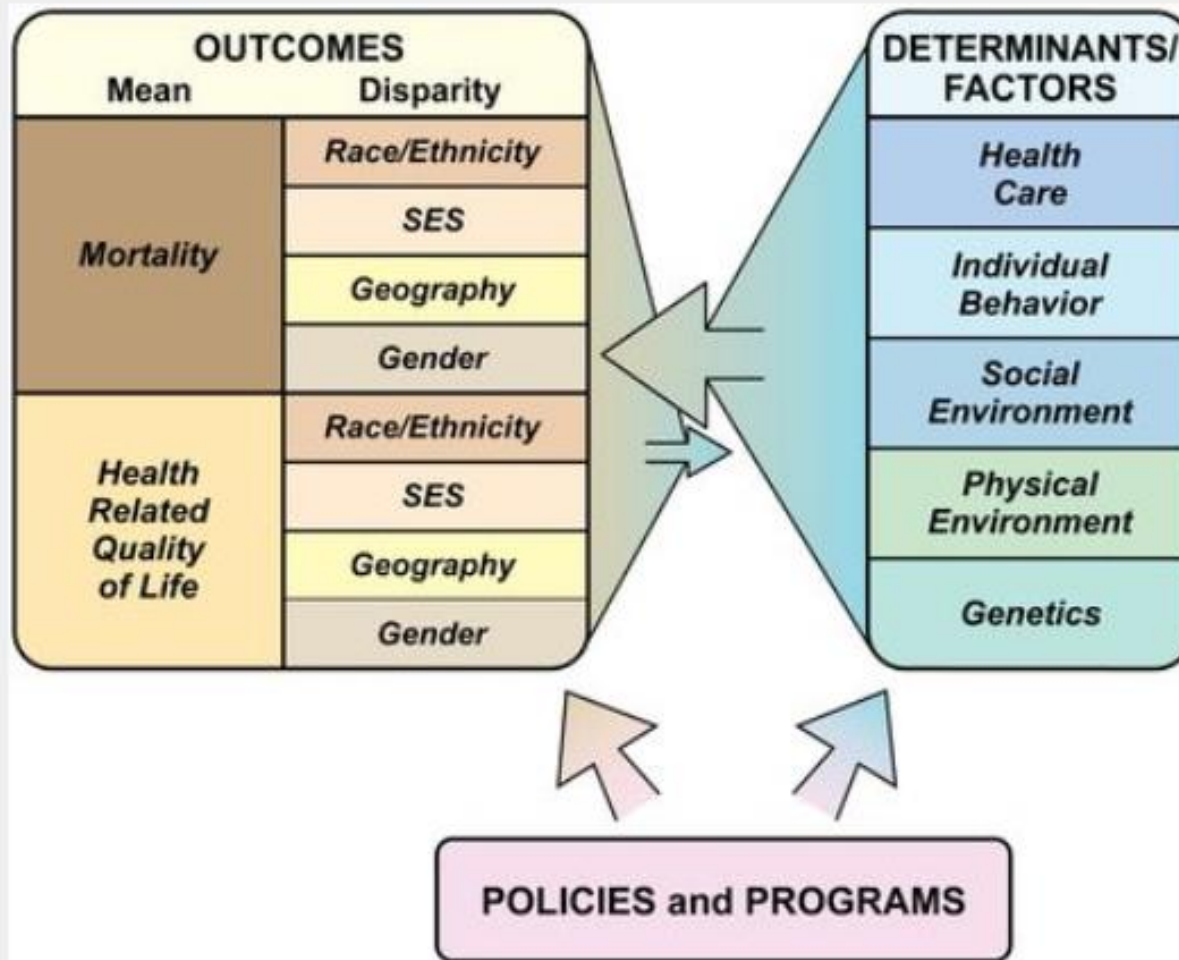 OUTCOMES
Mean Disparity
Mortality
Race/Ethnicity
SES
Geography
Gender
Health
Related
Quality
of Life
Race/Ethnicity
SES
Geography
Gender
DETERMINANTS/
FACTORS
Health
Care
Individual
Behavior
Social
Environment
Physical
Environment
Genetics
POLICIES and PROGRAMS